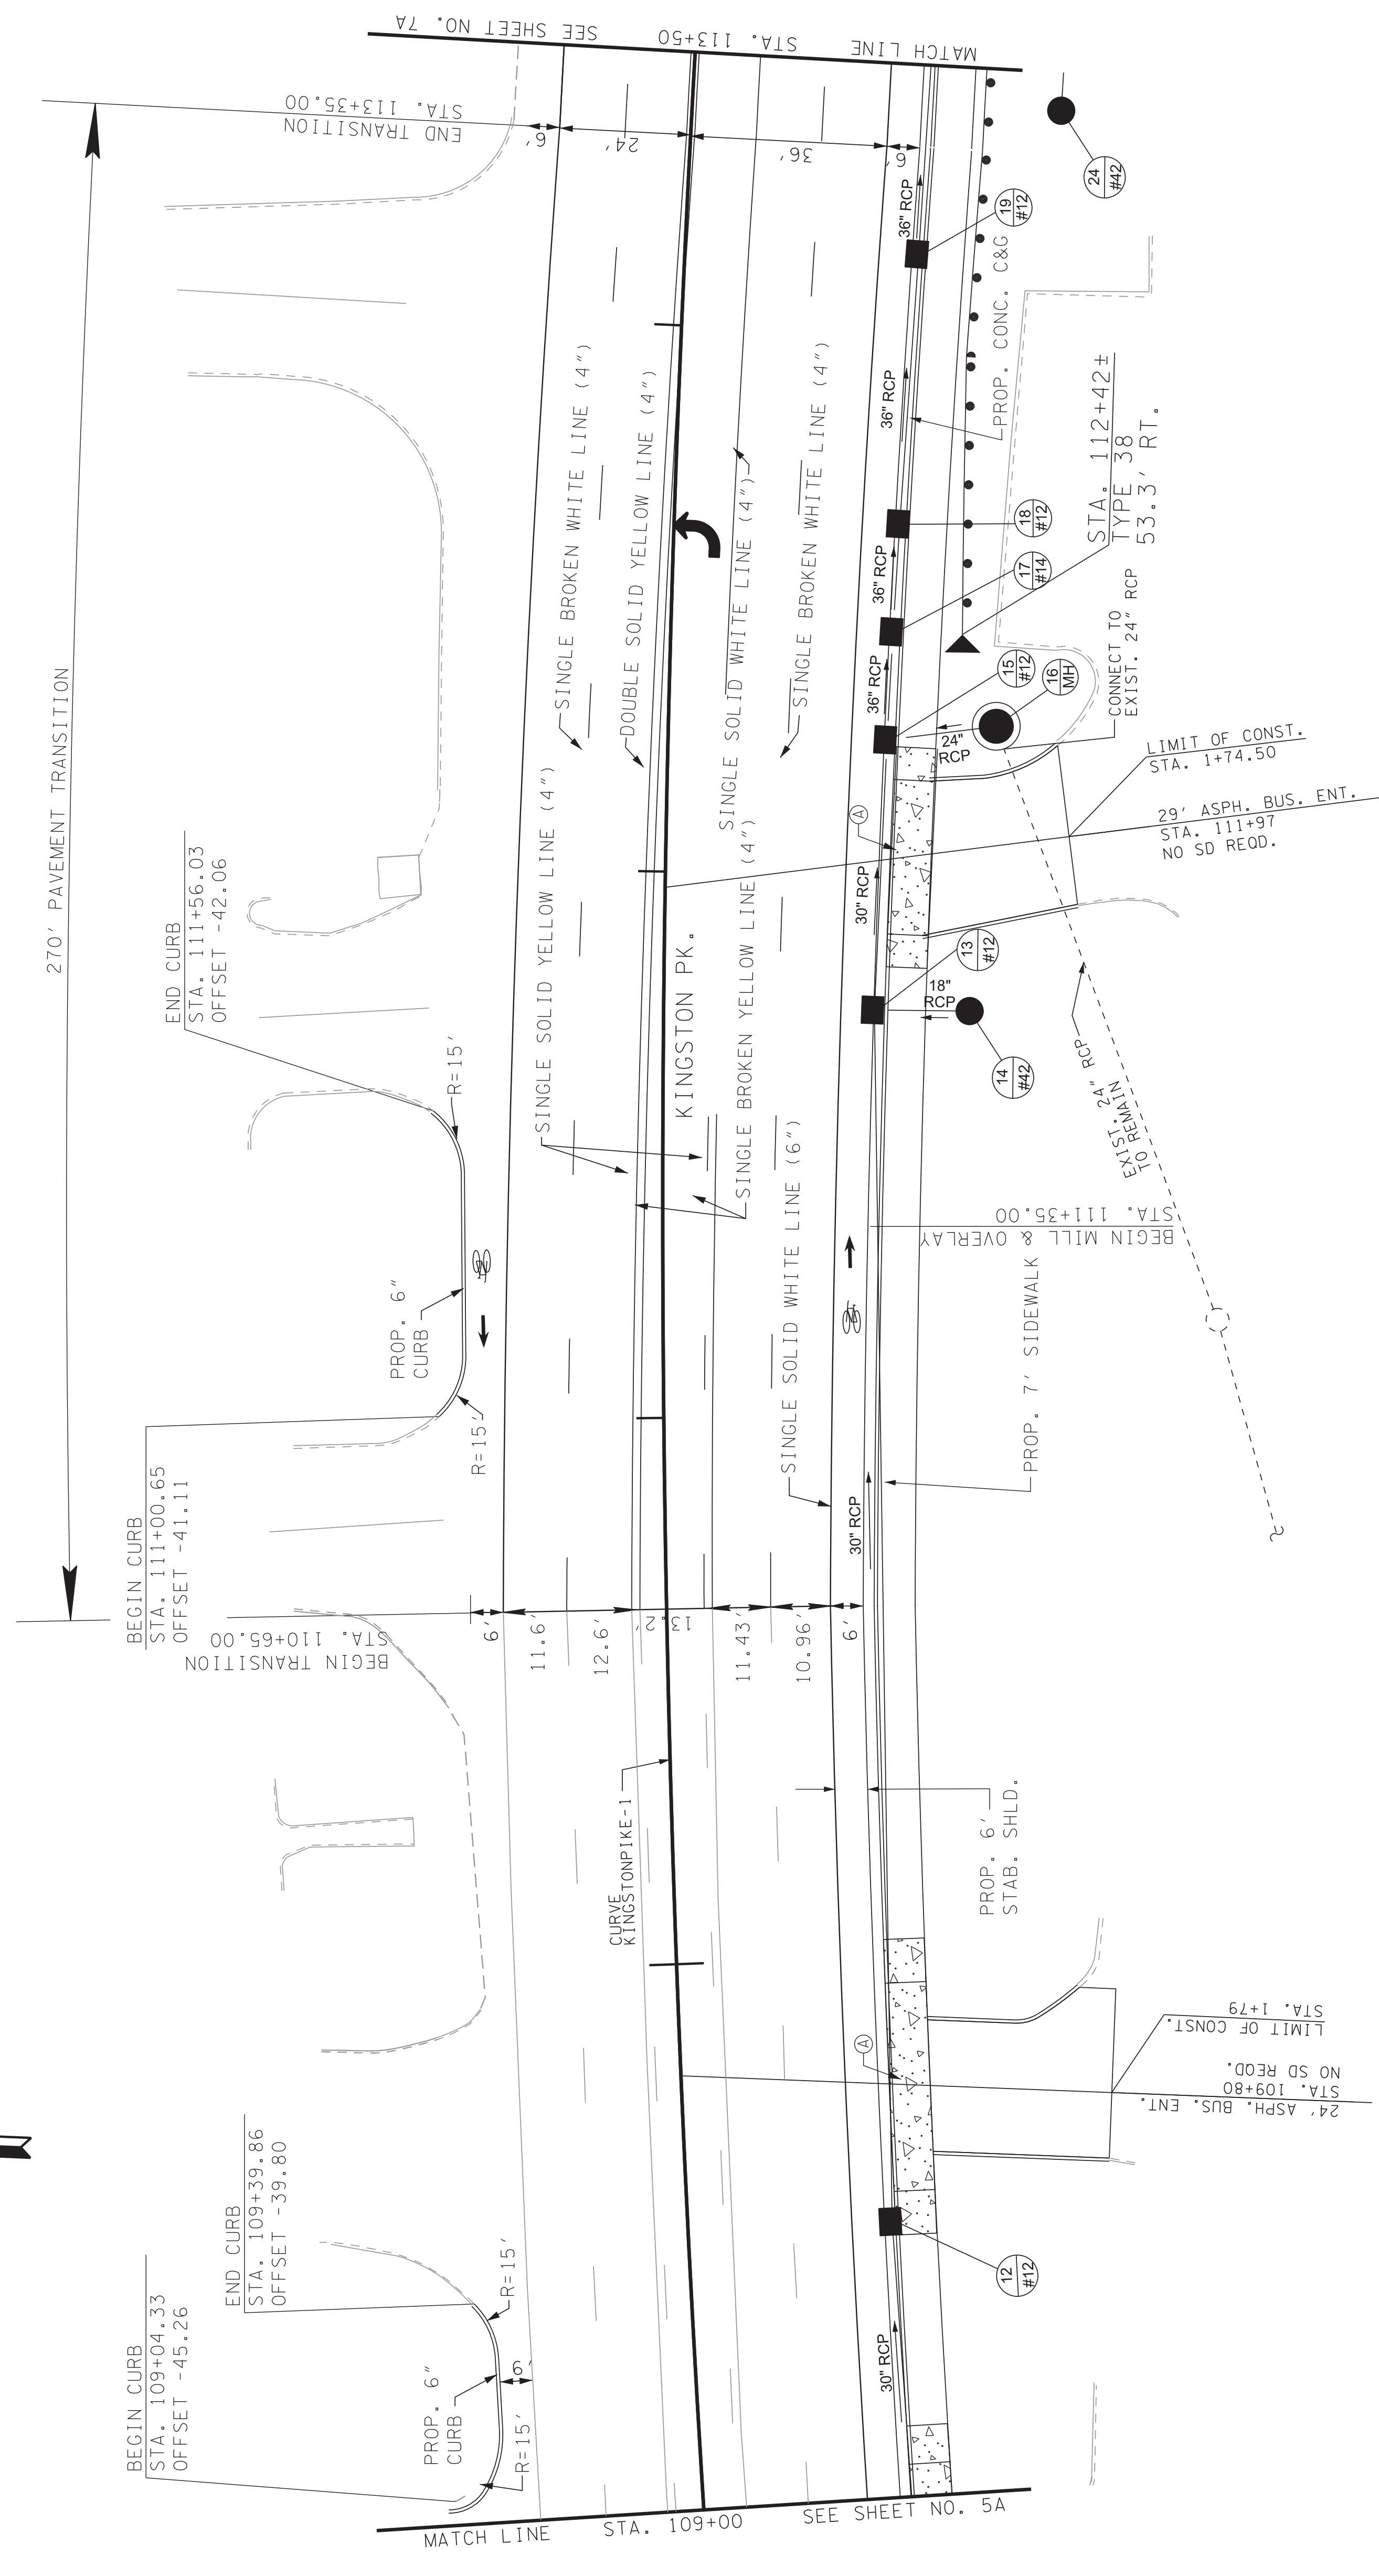 MATCH LINE STA. 113+50 SEE SHEET NO. 7A
END TRANSITION
STA. 113+35.00
6'
24'
36'
6'
270' PAVEMENT TRANSITION
36" RCP
19
#12
24
#42
PROP. CONC. C&G
36" RCP
SINGLE BROKEN WHITE LINE (4")
DOUBLE SOLID YELLOW LINE (4")
SINGLE SOLID WHITE LINE (4")
SINGLE BROKEN WHITE LINE (4")
18
#12
36" RCP
17
#14
STA. 112+42±
TYPE 38
53.3' RT.
36" RCP
15
#12
16
MH
24"
RCP
CONNECT TO
EXIST. 24" RCP
LIMIT OF CONST.
STA. 1+74.50
29' ASPH. BUS. ENT.
STA. 111+97
NO SD REQD.
A
30" RCP
13
#12
18"
RCP
14
#42
EXIST. 24" RCP
TO REMAIN
END CURB
STA. 111+56.03
OFFSET -42.06
R=15'
SINGLE SOLID YELLOW LINE (4")
KINGSTON PK.
SINGLE BROKEN YELLOW LINE (4")
SINGLE SOLID WHITE LINE (6")
BEGIN MILL & OVERLAY
STA. 111+35.00
PROP. 7' SIDEWALK
PROP. 6"
CURB
R=15'
BEGIN CURB
STA. 111+00.65
OFFSET -41.11
30" RCP
BEGIN TRANSITION
STA. 110+65.00
6'
11.6'
12.6'
13.2'
11.43'
10.96'
6'
CURVE
KINGSTONPIKE-1
PROP. 6'
STAB. SHLD.
A
LIMIT OF CONST.
STA. 1+79
24' ASPH. BUS. ENT.
STA. 109+80
NO SD REQD.
12
#12
30" RCP
END CURB
STA. 109+39.86
OFFSET -39.80
R=15'
6'
PROP. 6"
CURB
R=15'
BEGIN CURB
STA. 109+04.33
OFFSET -45.26
MATCH LINE STA. 109+00 SEE SHEET NO. 5A